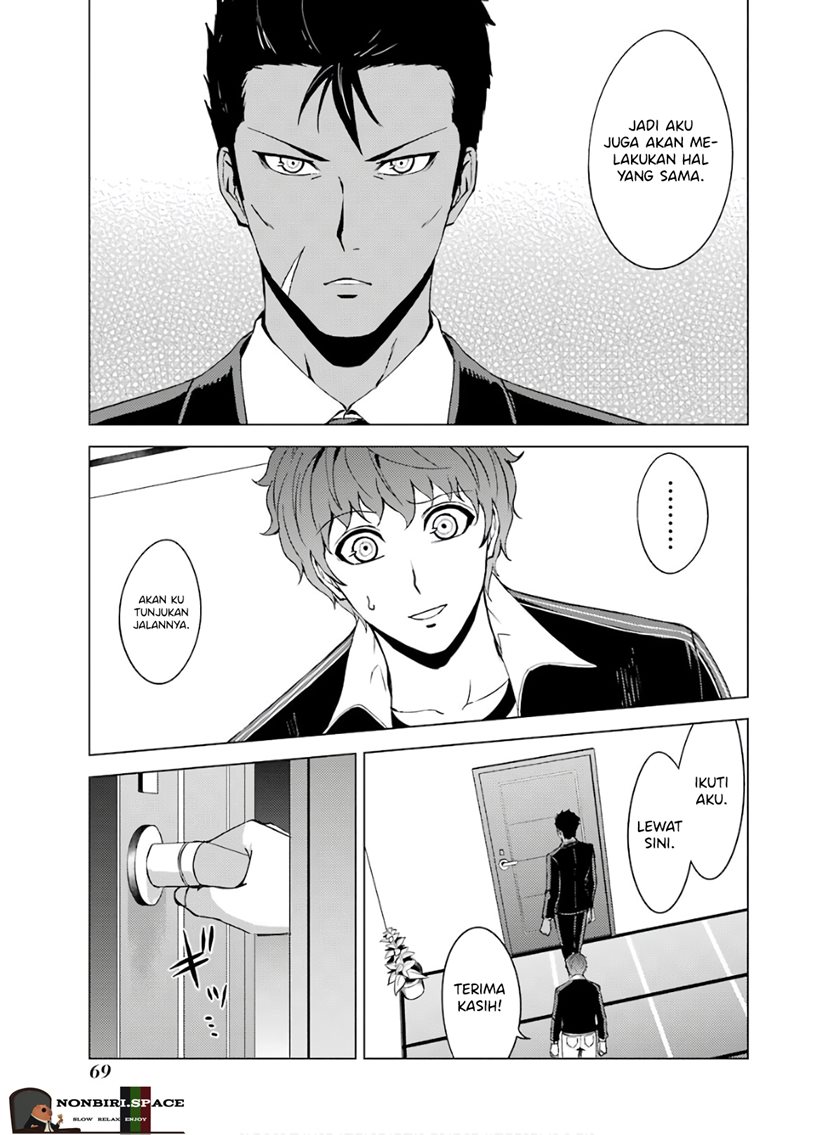 JADI AKU
JUGA AKAN ME-
LAKUKAN HAL
YANG SAMA.
.........
AKAN KU
TUNJUKAN
JALANNYA.
IKUTI
AKU.
LEWAT
SINI.
TERIMA
KASIH!
69
NONBIRI.SPACE
SLOW RELAX ENJOY